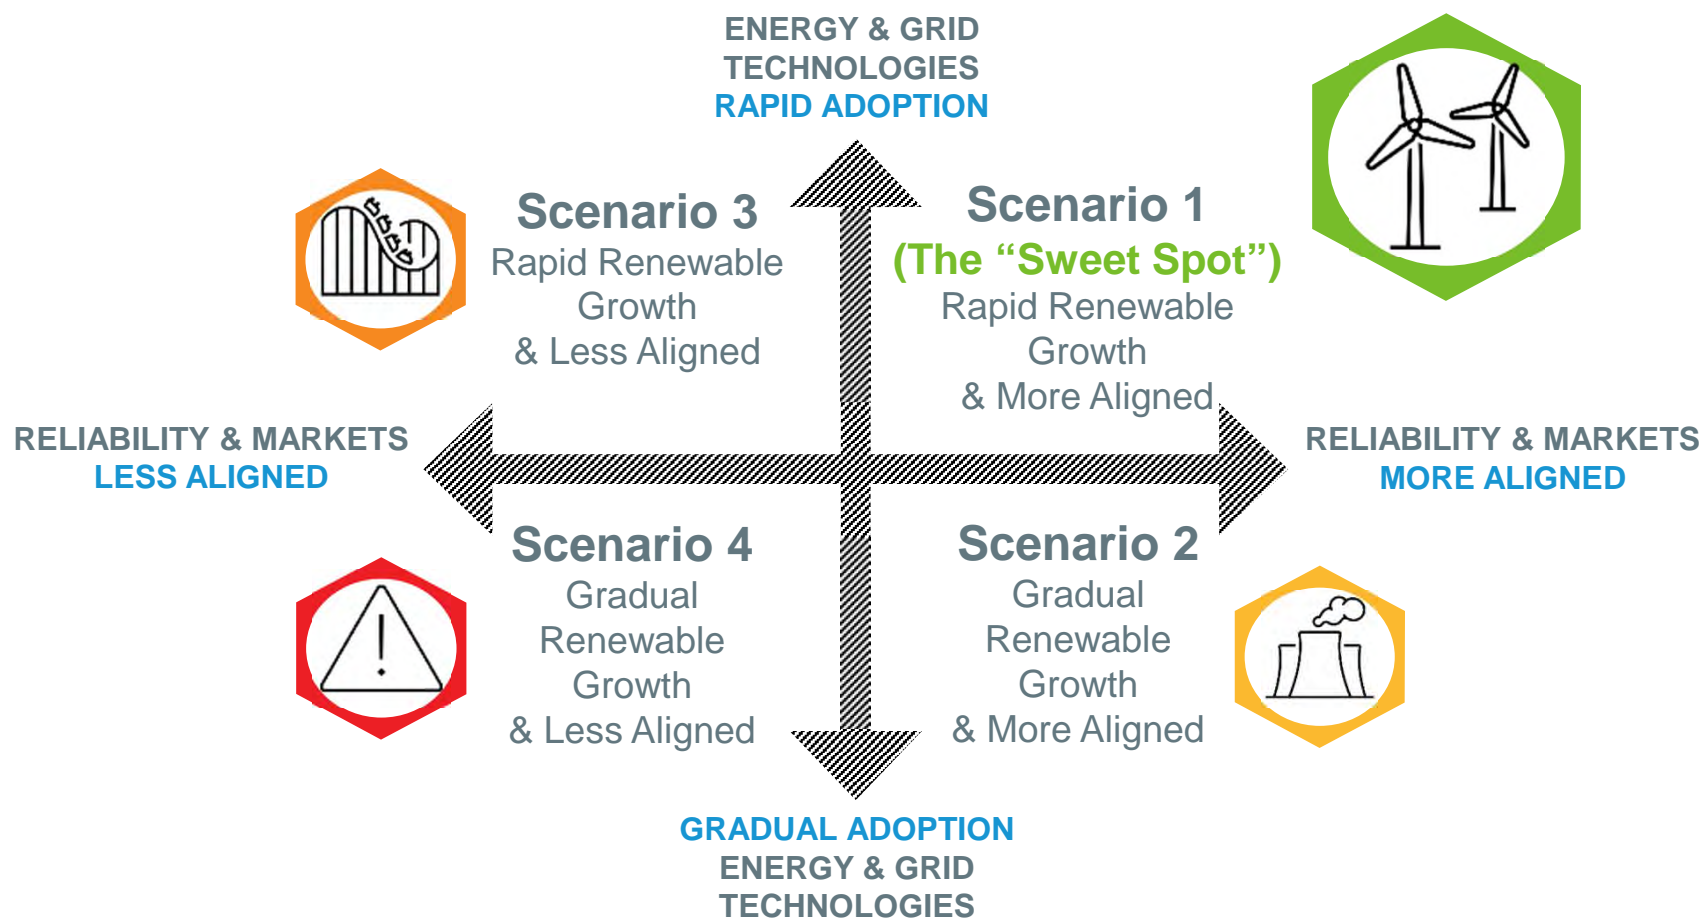 ENERGY & GRID
TECHNOLOGIES
RAPID ADOPTION
Scenario 3
Rapid Renewable
Growth
& Less Aligned
Scenario 1
(The “Sweet Spot”)
Rapid Renewable
Growth
& More Aligned
RELIABILITY & MARKETS
LESS ALIGNED
RELIABILITY & MARKETS
MORE ALIGNED
Scenario 4
Gradual
Renewable
Growth
& Less Aligned
Scenario 2
Gradual
Renewable
Growth
& More Aligned
GRADUAL ADOPTION
ENERGY & GRID
TECHNOLOGIES